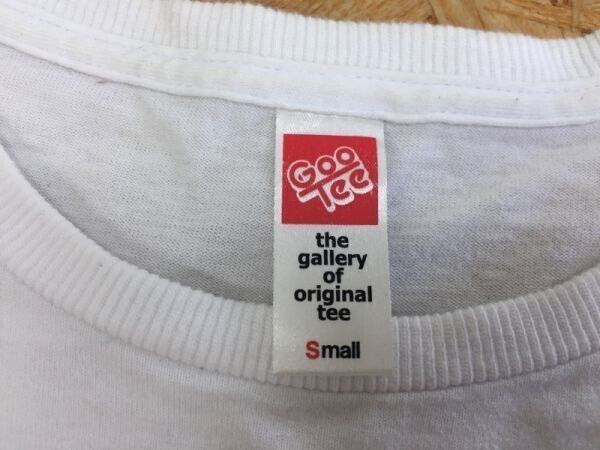 Goo
Tee
the
gallery
of
original
tee
Small